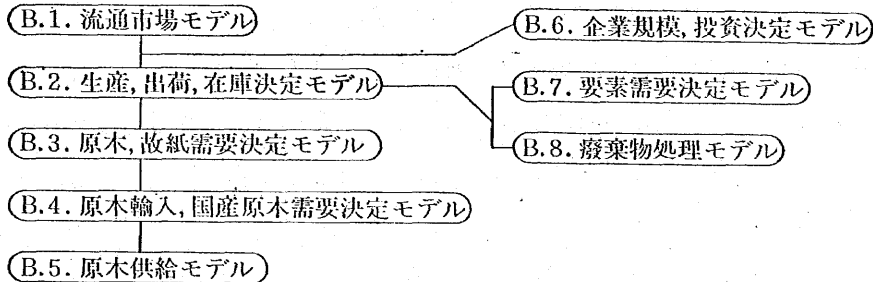 B.1. 流通市場モデル
B.2. 生産,出荷,在庫決定モデル
B.3. 原木,故紙需要決定モデル
B.4. 原木輸入,国産原木需要決定モデル
B.5. 原木供給モデル
B.6. 企業規模,投資決定モデル
B.7. 要素需要決定モデル
B.8. 廃棄物処理モデル